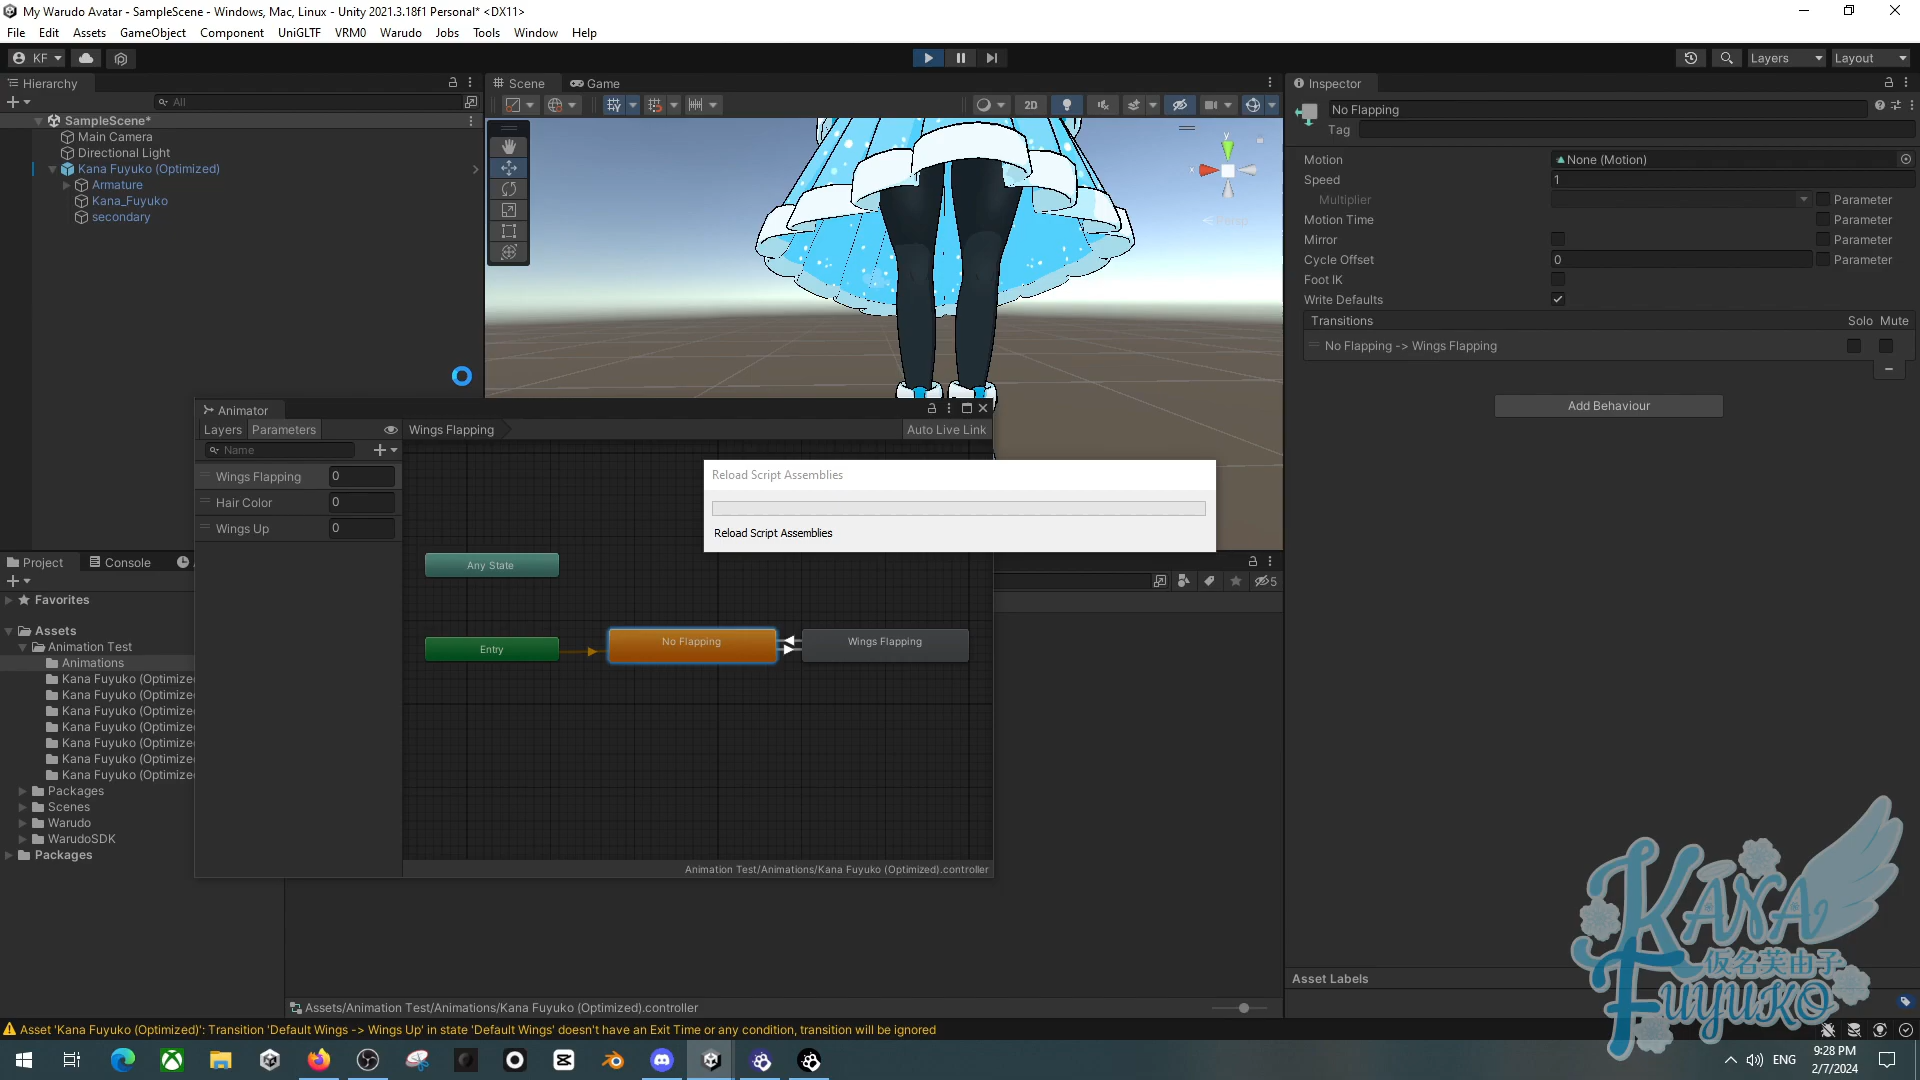 My Warudo Avatar - SampleScene - Windows, Mac, Linux - Unity 2021.3.18f1 Personal* <DX11>
File Edit Assets GameObject Component UniGLTF VRM0 Warudo Jobs Tools Window Help
KF
Layers
Layout
Hierarchy
All
SampleScene*
Main Camera
Directional Light
Kana Fuyuko (Optimized)
Armature
Kana_Fuyuko
secondary
Scene
Game
2D
y
x
Persp
Inspector
No Flapping
Tag
Motion None (Motion)
Speed 1
Multiplier Parameter
Motion Time Parameter
Mirror Parameter
Cycle Offset 0 Parameter
Foot IK
Write Defaults
Transitions Solo Mute
No Flapping -> Wings Flapping
Add Behaviour
Animator
Layers Parameters
Wings Flapping
Auto Live Link
Name
Wings Flapping 0
Hair Color 0
Wings Up 0
Any State
Entry
No Flapping
Wings Flapping
Animation Test/Animations/Kana Fuyuko (Optimized).controller
Reload Script Assemblies
Reload Script Assemblies
Project
Console
5
Favorites
Assets
Animation Test
Animations
Kana Fuyuko (Optimize
Kana Fuyuko (Optimize
Kana Fuyuko (Optimize
Kana Fuyuko (Optimize
Kana Fuyuko (Optimize
Kana Fuyuko (Optimize
Kana Fuyuko (Optimize
Packages
Scenes
Warudo
WarudoSDK
Packages
Assets/Animation Test/Animations/Kana Fuyuko (Optimized).controller
Asset Labels
Kana
仮名芙由子
Fuyuko
Asset 'Kana Fuyuko (Optimized)': Transition 'Default Wings -> Wings Up' in state 'Default Wings' doesn't have an Exit Time or any condition, transition will be ignored
ENG
9:28 PM
2/7/2024